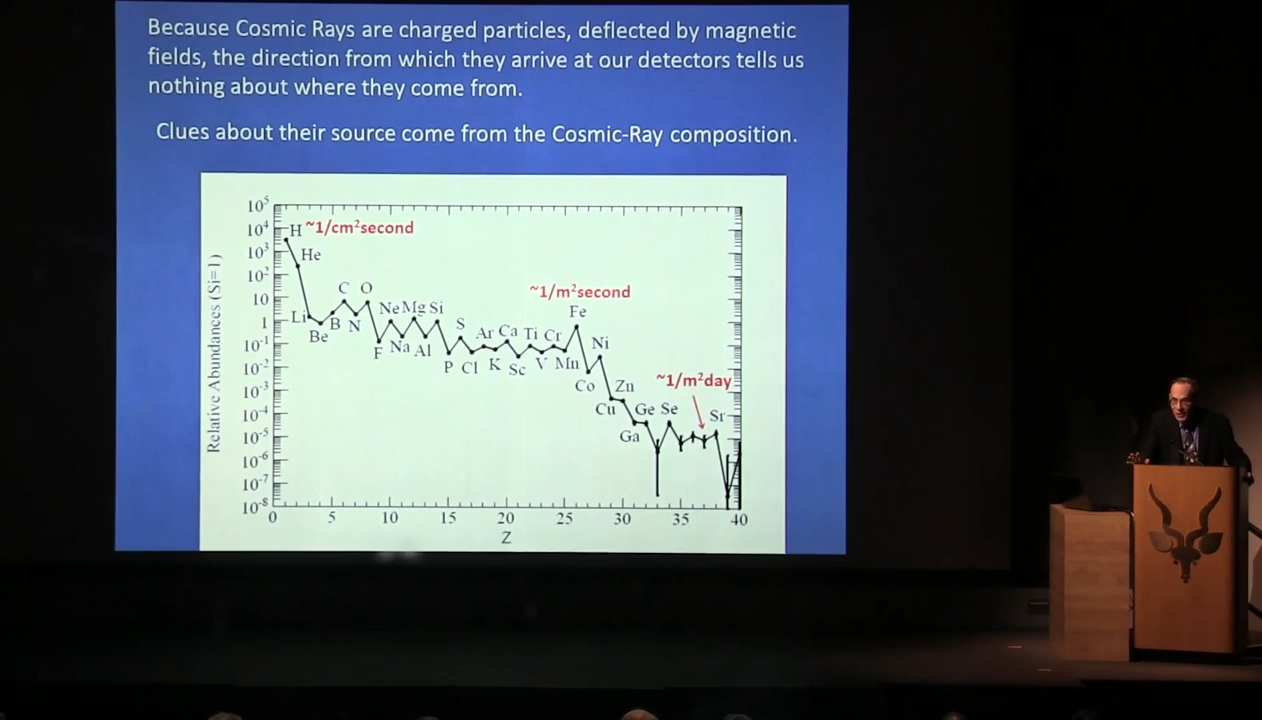 Because Cosmic Rays are charged particles, deflected by magnetic
fields, the direction from which they arrive at our detectors tells us
nothing about where they come from.
Clues about their source come from the Cosmic-Ray composition.
Relative Abundances (Si=1)
10⁵
10⁴
10³
10²
10
1
10⁻¹
10⁻²
10⁻³
10⁻⁴
10⁻⁵
10⁻⁶
10⁻⁷
10⁻⁸
H ~1/cm²second
He
Li
Be
B
C
N
O
F
Ne
Na
Mg
Al
Si
P
S
Cl
Ar
K
Ca
Sc
Ti
V
Cr
Mn
~1/m²second
Fe
Co
Ni
Cu
Zn
Ga
Ge
Se
~1/m²day
Sr
0 5 10 15 20 25 30 35 40
Z